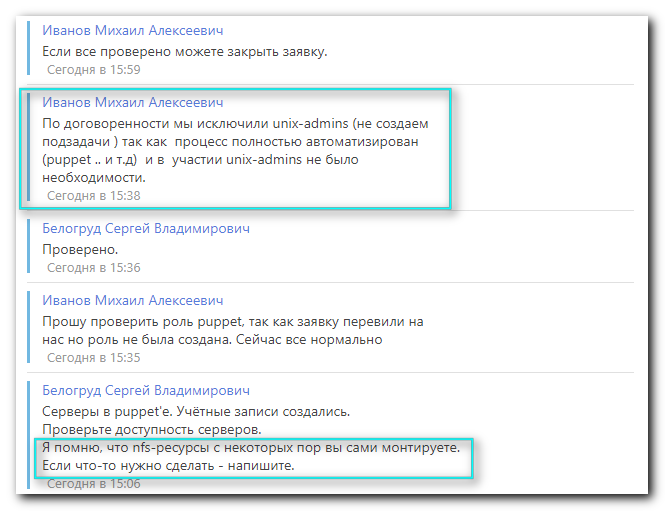 Иванов Михаил Алексеевич
Если все проверено можете закрыть заявку.
Сегодня в 15:59
Иванов Михаил Алексеевич
По договоренности мы исключили unix-admins (не создаем
подзадачи ) так как процесс полностью автоматизирован
(puppet .. и т.д) и в участии unix-admins не было
необходимости.
Сегодня в 15:38
Белогруд Сергей Владимирович
Проверено.
Сегодня в 15:36
Иванов Михаил Алексеевич
Прошу проверить роль puppet, так как заявку перевили на
нас но роль не была создана. Сейчас все нормально
Сегодня в 15:35
Белогруд Сергей Владимирович
Серверы в puppet'е. Учётные записи создались.
Проверьте доступность серверов.
Я помню, что nfs-ресурсы с некоторых пор вы сами монтируете.
Если что-то нужно сделать - напишите.
Сегодня в 15:06